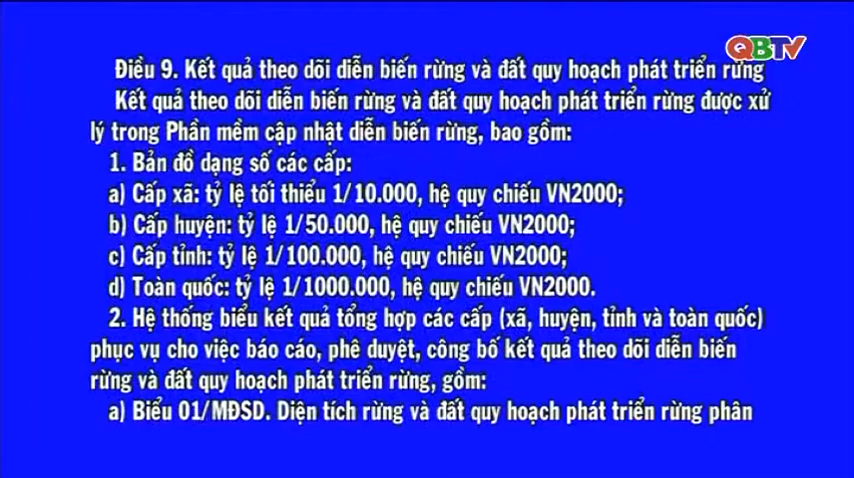 QBTV
Điều 9. Kết quả theo dõi diễn biến rừng và đất quy hoạch phát triển rừng
Kết quả theo dõi diễn biến rừng và đất quy hoạch phát triển rừng được xử
lý trong Phần mềm cập nhật diễn biến rừng, bao gồm:
1. Bản đồ dạng số các cấp:
a) Cấp xã: tỷ lệ tối thiểu 1/10.000, hệ quy chiếu VN2000;
b) Cấp huyện: tỷ lệ 1/50.000, hệ quy chiếu VN2000;
c) Cấp tỉnh: tỷ lệ 1/100.000, hệ quy chiếu VN2000;
d) Toàn quốc: tỷ lệ 1/1000.000, hệ quy chiếu VN2000.
2. Hệ thống biểu kết quả tổng hợp các cấp (xã, huyện, tỉnh và toàn quốc)
phục vụ cho việc báo cáo, phê duyệt, công bố kết quả theo dõi diễn biến
rừng và đất quy hoạch phát triển rừng, gồm:
a) Biểu 01/MĐSD. Diện tích rừng và đất quy hoạch phát triển rừng phân